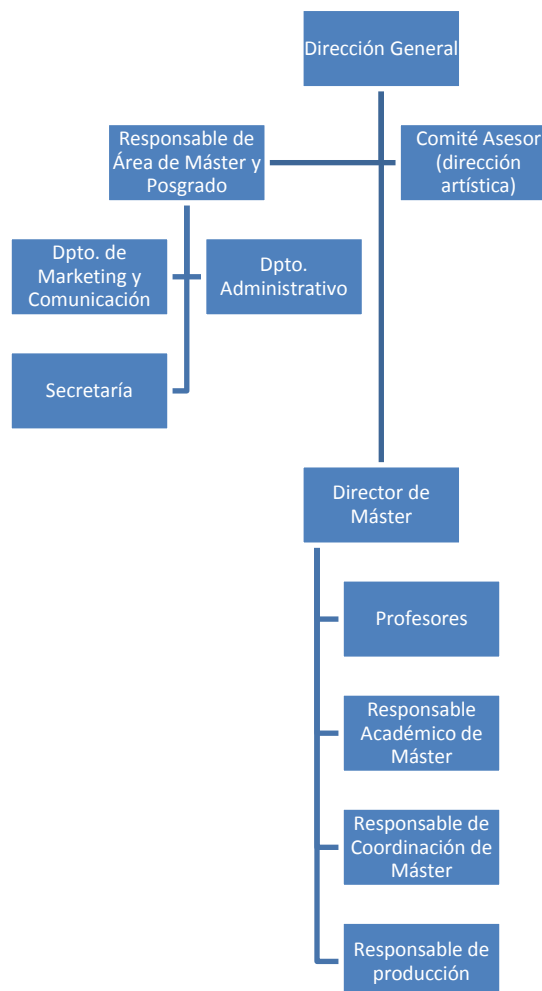 Dirección General
Responsable de
Área de Máster y
Posgrado
Comité Asesor
(dirección
artística)
Dpto. de
Marketing y
Comunicación
Dpto.
Administrativo
Secretaría
Director de
Máster
Profesores
Responsable
Académico de
Máster
Responsable de
Coordinación de
Máster
Responsable de
producción